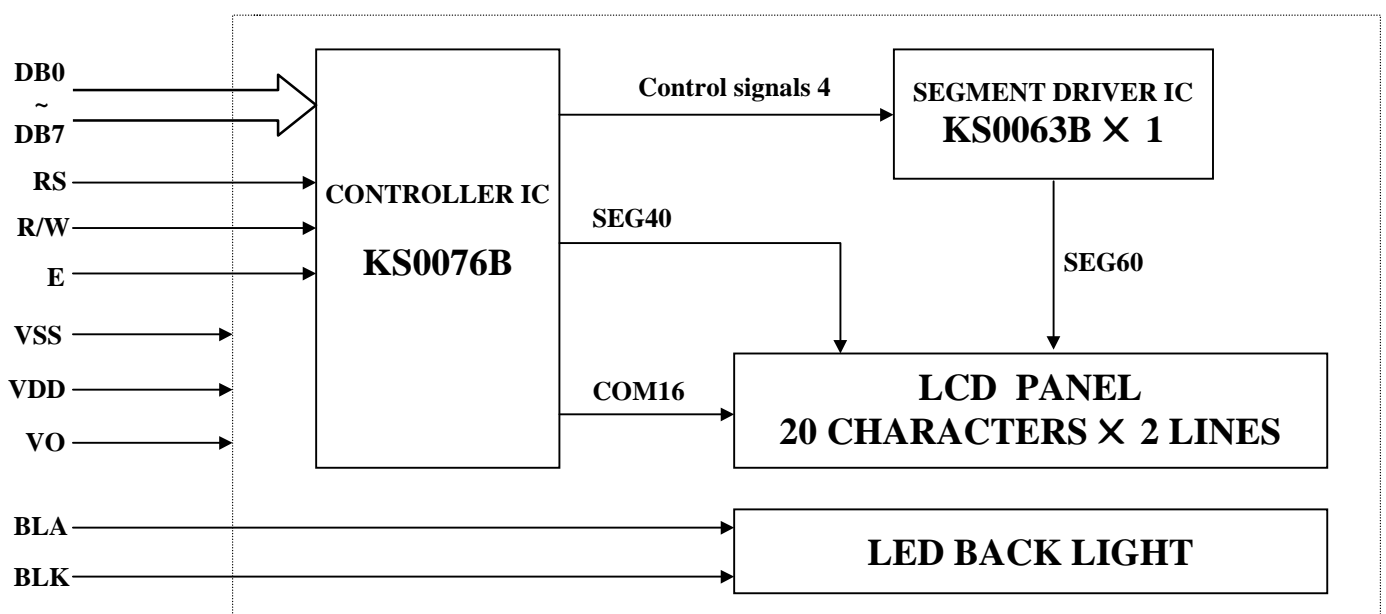 DB0
~
DB7
RS
R/W
E
VSS
VDD
VO
BLA
BLK
CONTROLLER IC
KS0076B
Control signals 4
SEG40
COM16
SEGMENT DRIVER IC
KS0063B × 1
SEG60
LCD PANEL
20 CHARACTERS × 2 LINES
LED BACK LIGHT